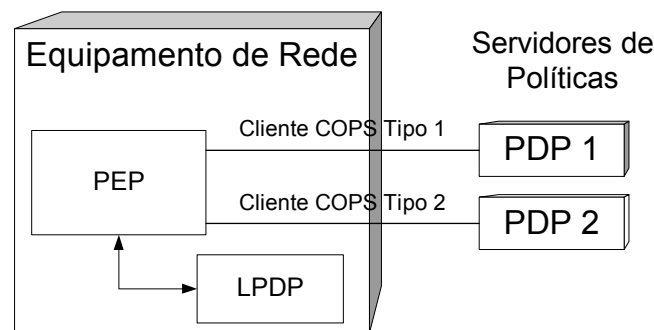 Equipamento de Rede
Servidores de
Políticas
Cliente COPS Tipo 1
PDP 1
PEP
Cliente COPS Tipo 2
PDP 2
LPDP